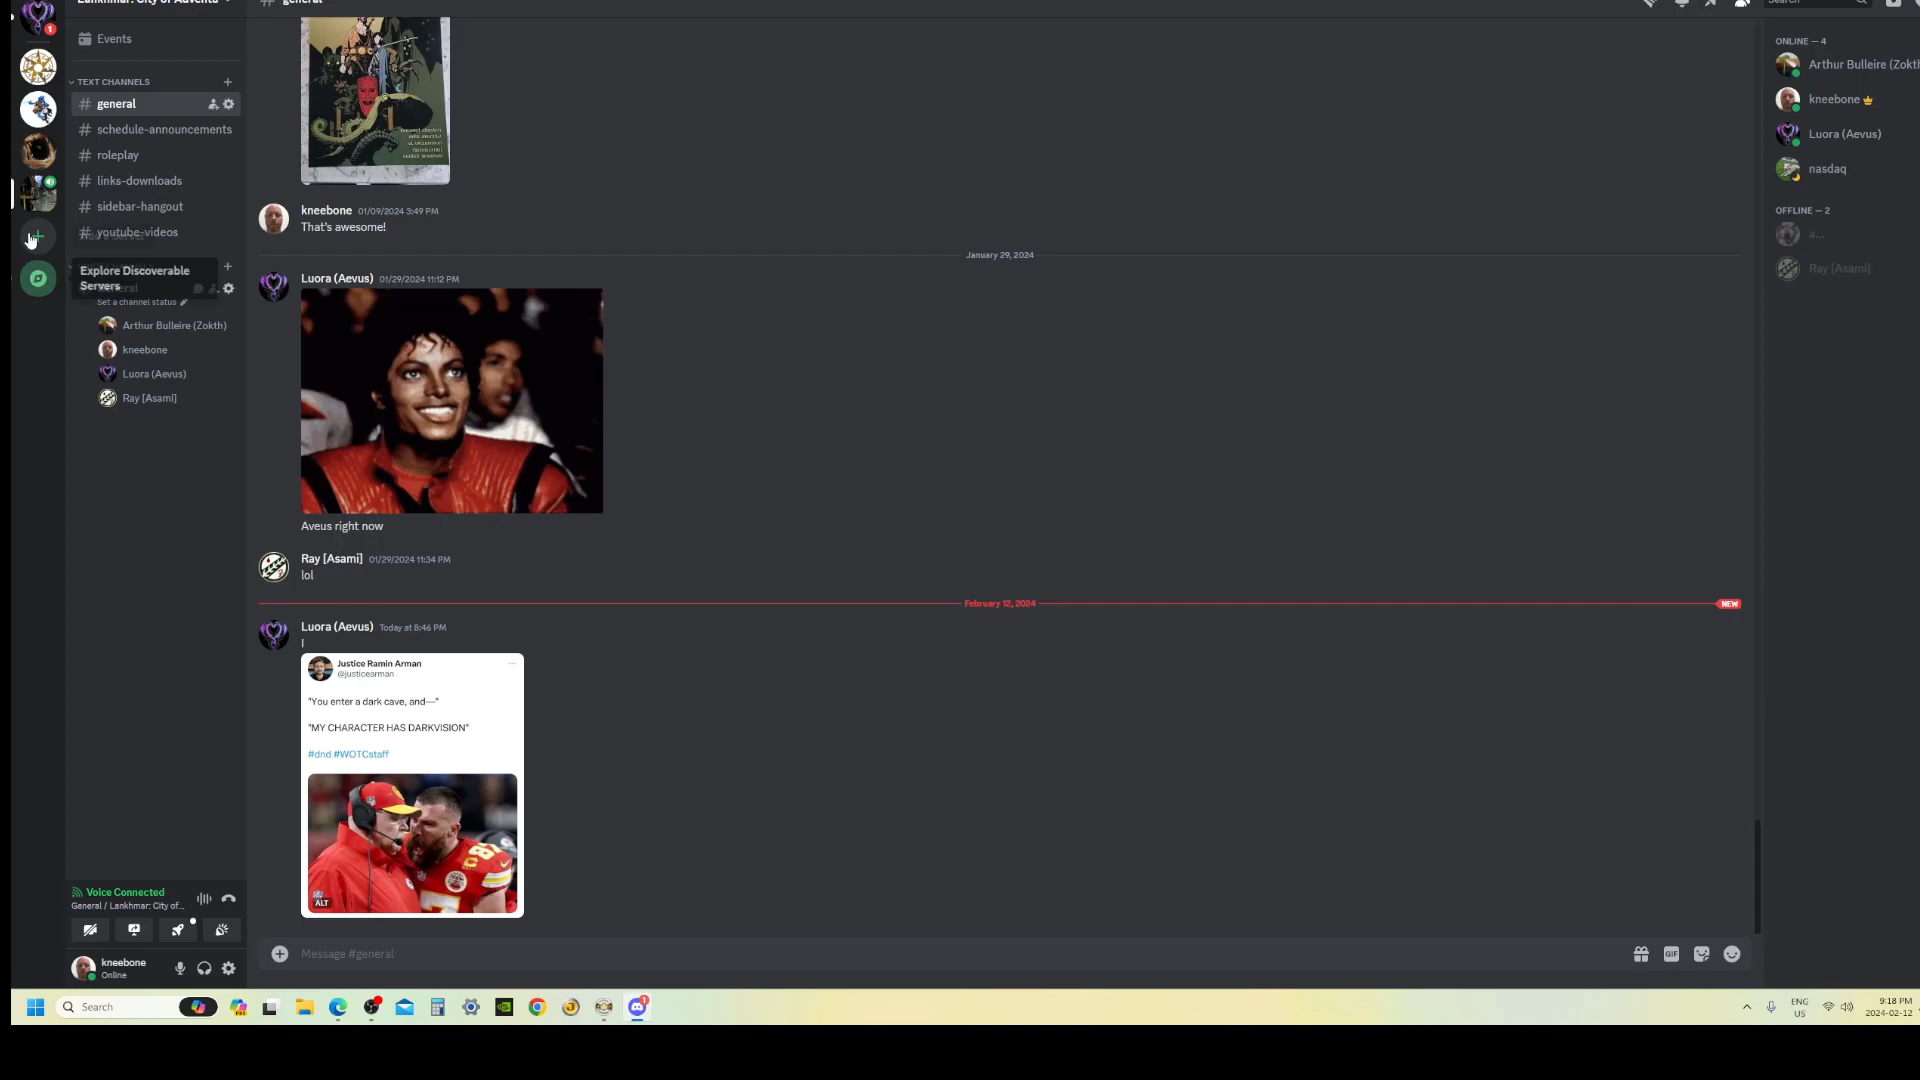 Lankhmar: City of Adventu
general
Search
1
Events
TEXT CHANNELS
general
schedule-announcements
roleplay
links-downloads
sidebar-hangout
youtube-videos
Explore Discoverable
Servers
Set a channel status
Arthur Bulleire (Zokth)
kneebone
Luora (Aevus)
Ray [Asami]
kneebone 01/09/2024 3:49 PM
That's awesome!
January 29, 2024
Luora (Aevus) 01/29/2024 11:12 PM
Aveus right now
Ray [Asami] 01/29/2024 11:34 PM
lol
February 12, 2024
NEW
Luora (Aevus) Today at 8:46 PM
I
Justice Ramin Arman
@justicearman
"You enter a dark cave, and—"
"MY CHARACTER HAS DARKVISION"
#dnd #WOTCstaff
ALT
ONLINE — 4
Arthur Bulleire (Zokth
kneebone
Luora (Aevus)
nasdaq
OFFLINE — 2
a...
Ray [Asami]
Voice Connected
General / Lankhmar: City of...
kneebone
Online
Message #general
GIF
Search
1
ENG
US
9:18 PM
2024-02-12